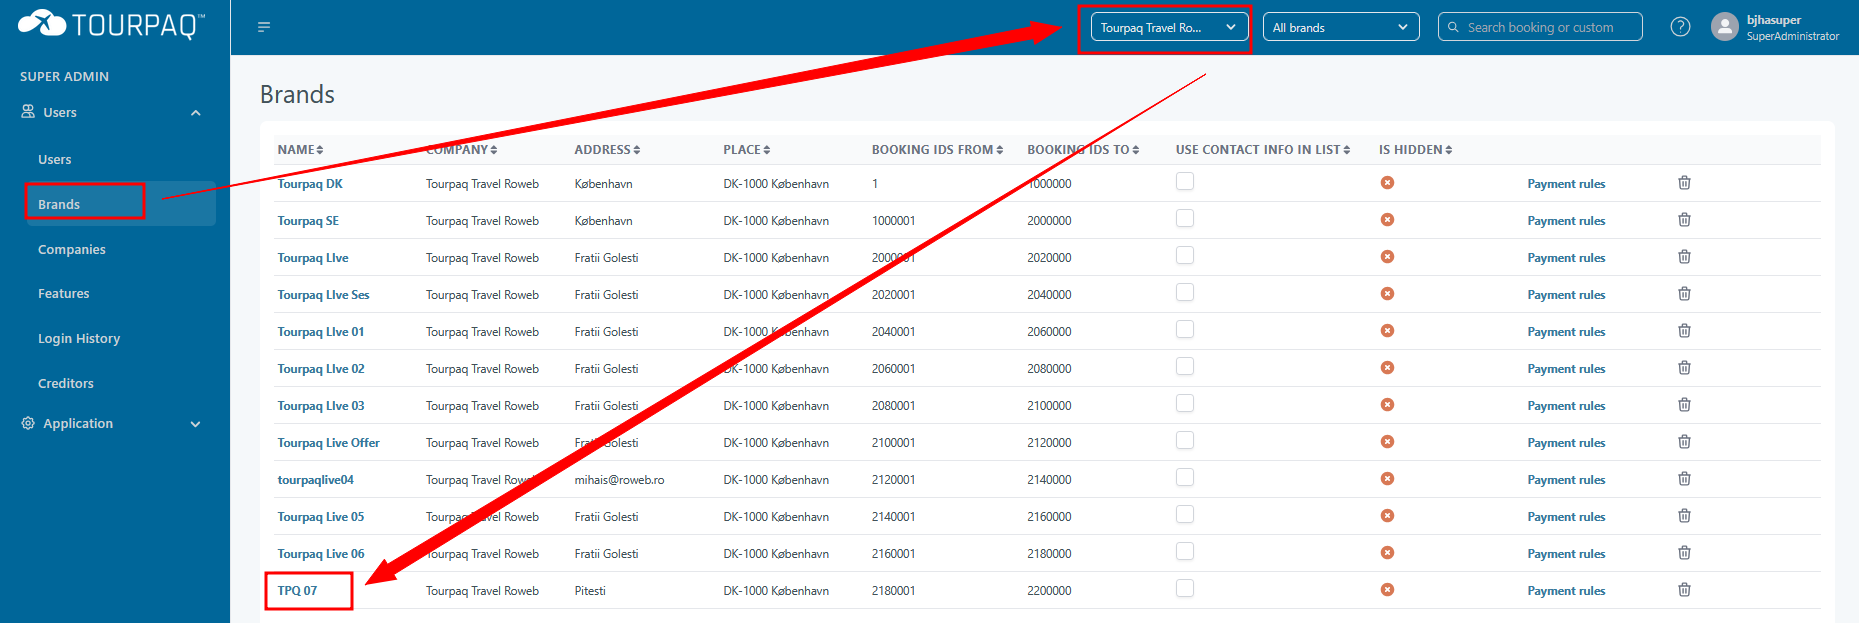 TOURPAQ™
Tourpaq Travel Ro...
All brands
Search booking or custom
?
bjhasuper
SuperAdministrator
SUPER ADMIN
Users
Users
Brands
Companies
Features
Login History
Creditors
Application
Brands
NAME COMPANY ADDRESS PLACE BOOKING IDS FROM BOOKING IDS TO USE CONTACT INFO IN LIST IS HIDDEN
Tourpaq DK Tourpaq Travel Roweb København DK-1000 København 1 1000000 Payment rules
Tourpaq SE Tourpaq Travel Roweb København DK-1000 København 1000001 2000000 Payment rules
Tourpaq LIve Tourpaq Travel Roweb Fratii Golesti DK-1000 København 2000001 2020000 Payment rules
Tourpaq LIve Ses Tourpaq Travel Roweb Fratii Golesti DK-1000 København 2020001 2040000 Payment rules
Tourpaq LIve 01 Tourpaq Travel Roweb Fratii Golesti DK-1000 København 2040001 2060000 Payment rules
Tourpaq LIve 02 Tourpaq Travel Roweb Fratii Golesti DK-1000 København 2060001 2080000 Payment rules
Tourpaq LIve 03 Tourpaq Travel Roweb Fratii Golesti DK-1000 København 2080001 2100000 Payment rules
Tourpaq Live Offer Tourpaq Travel Roweb Fratii Golesti DK-1000 København 2100001 2120000 Payment rules
tourpaqlive04 Tourpaq Travel Roweb mihais@roweb.ro DK-1000 København 2120001 2140000 Payment rules
Tourpaq Live 05 Tourpaq Travel Roweb Fratii Golesti DK-1000 København 2140001 2160000 Payment rules
Tourpaq Live 06 Tourpaq Travel Roweb Fratii Golesti DK-1000 København 2160001 2180000 Payment rules
TPQ 07 Tourpaq Travel Roweb Pitesti DK-1000 København 2180001 2200000 Payment rules